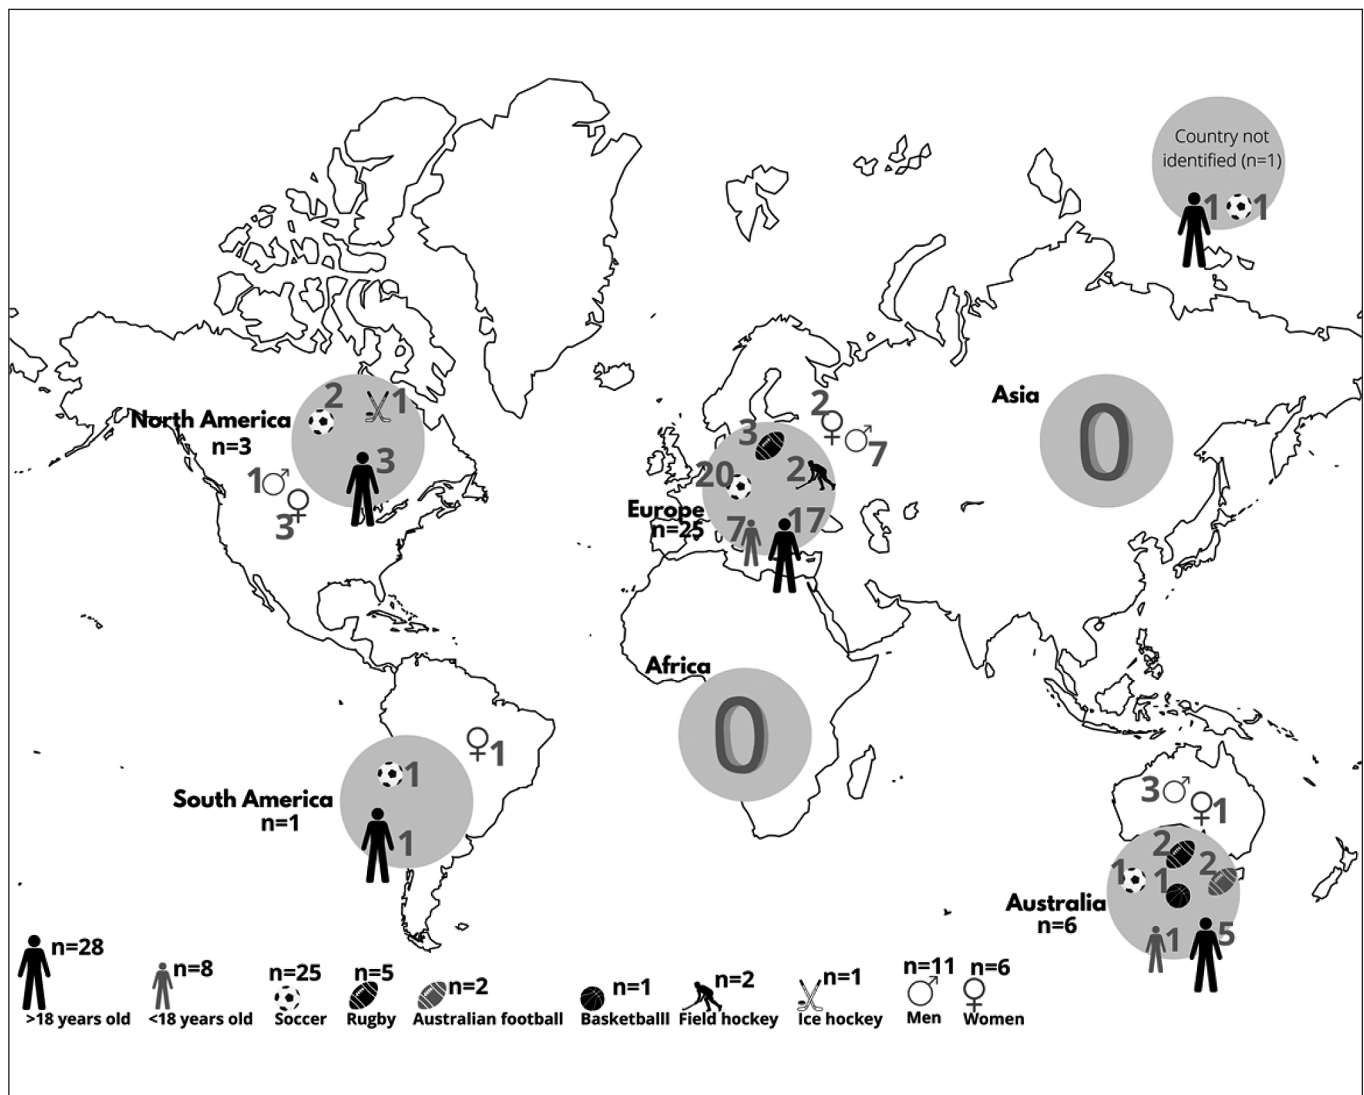 Country not
identified (n=1)
1 1
2 1
North America
n=3
3
1
3
Asia
0
2
3
7
20 2
Europe
n=25
7 17
Africa
0
1
1
South America
n=1
1
3
1
2
1 1 2
Australia
n=6
1 5
n=28
>18 years old
n=8
<18 years old
n=25
Soccer
n=5
Rugby
n=2
Australian football
n=1
Basketballl
n=2
Field hockey
n=1
Ice hockey
n=11
Men
n=6
Women